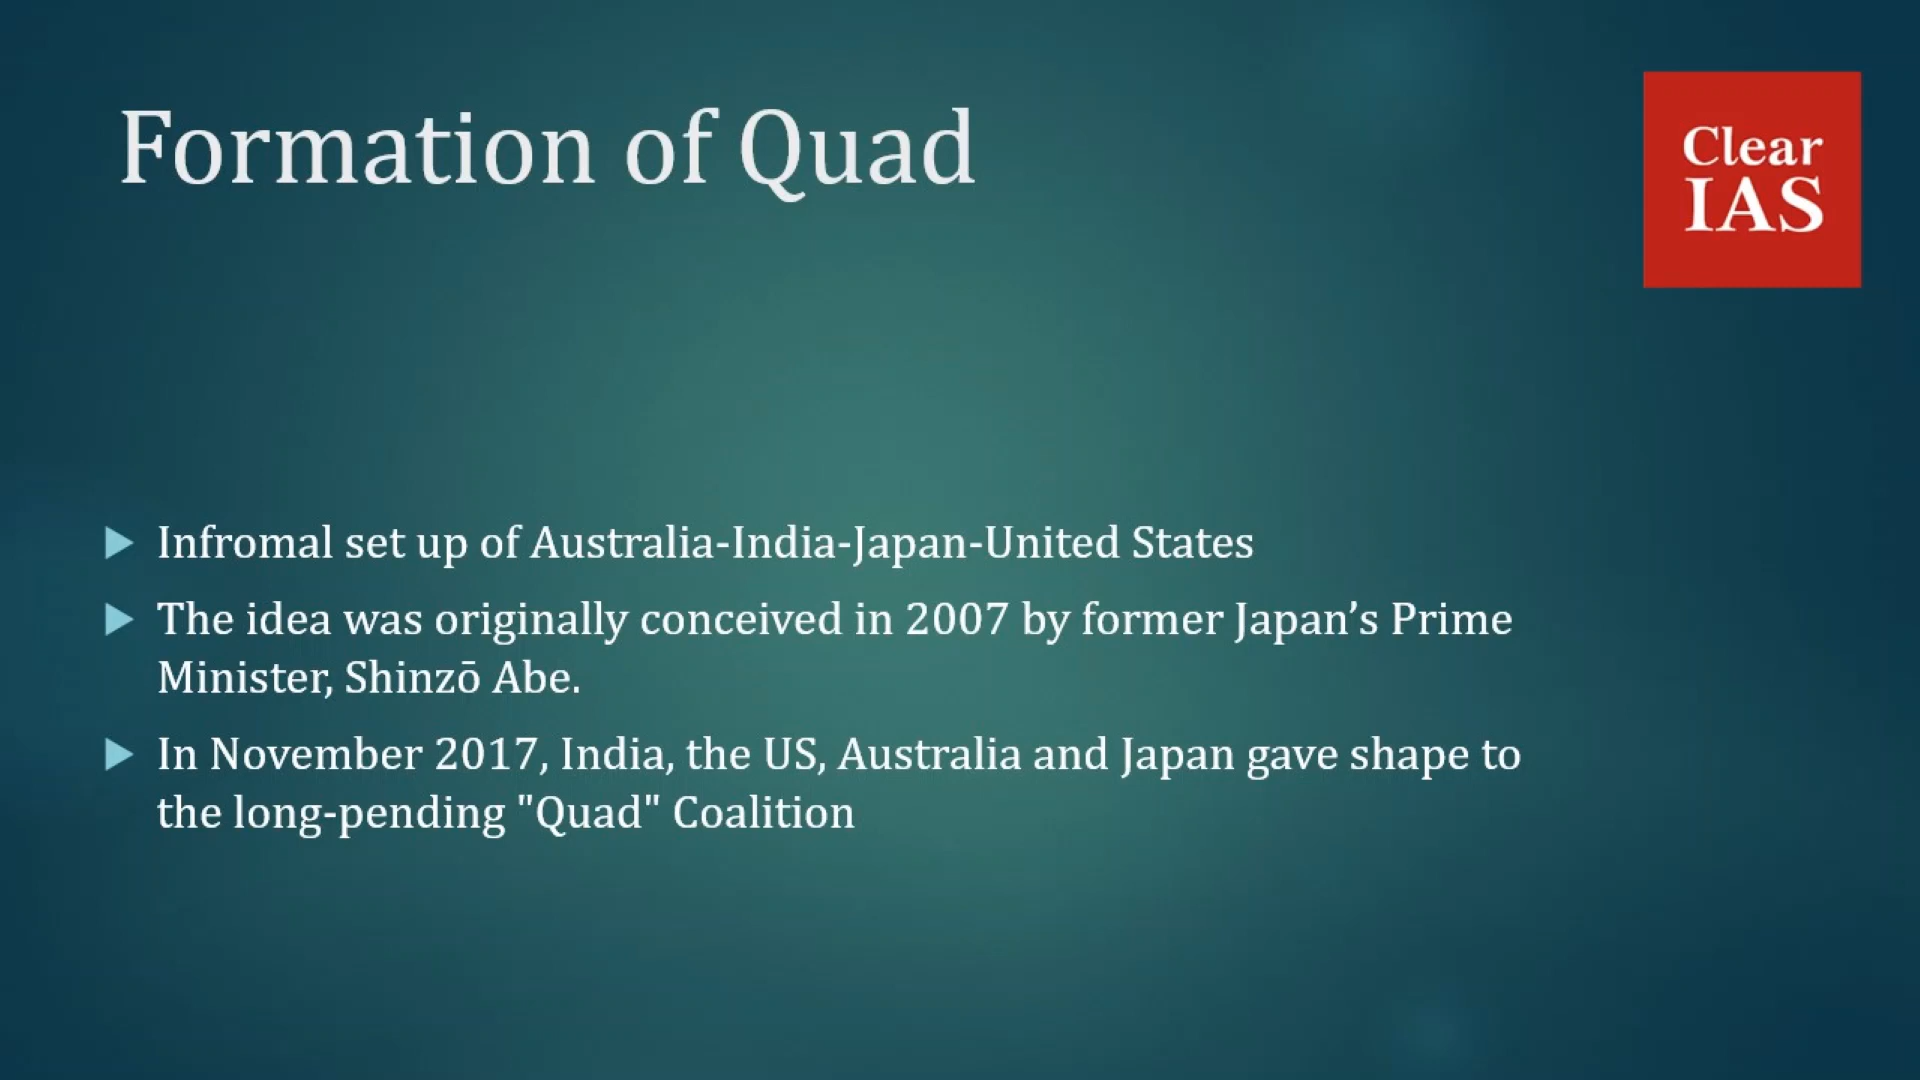 Formation of Quad
Clear
IAS
Infromal set up of Australia-India-Japan-United States
The idea was originally conceived in 2007 by former Japan’s Prime
Minister, Shinzō Abe.
In November 2017, India, the US, Australia and Japan gave shape to
the long-pending "Quad" Coalition